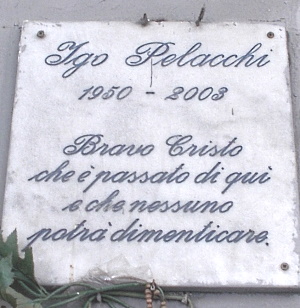 Igo Pelacchi
1950 - 2003
Bravo Cristo
che è passato di qui
e che nessuno
potrà dimenticare.